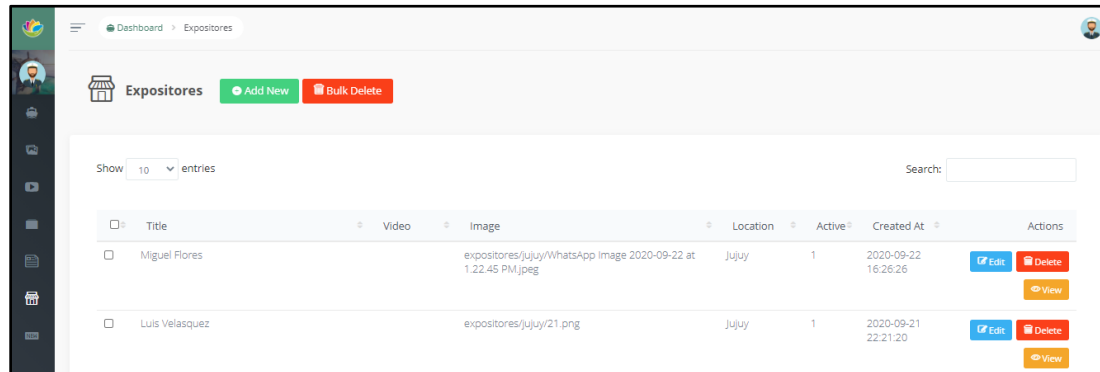 Dashboard > Expositores
Expositores Add New Bulk Delete
Show 10 entries Search:
Title Video Image Location Active Created At Actions
Miguel Flores expositores/jujuy/WhatsApp Image 2020-09-22 at Jujuy 1 2020-09-22 Edit Delete
1.22.45 PM.jpeg 16:26:26
View
Luis Velasquez expositores/jujuy/21.png Jujuy 1 2020-09-21 Edit Delete
22:21:20
View